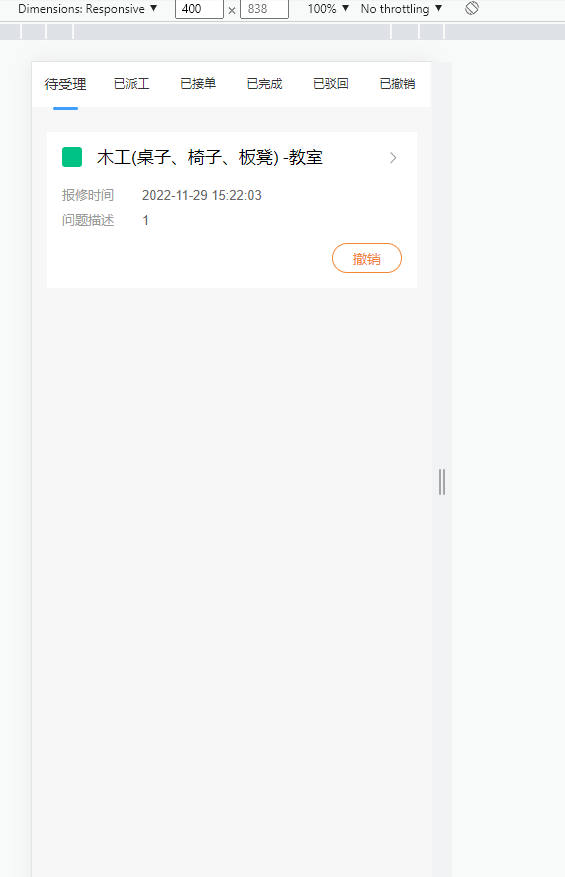 Dimensions: Responsive ▼ 400 × 838 100% ▼ No throttling ▼
待受理 已派工 已接单 已完成 已驳回 已撤销
木工(桌子、椅子、板凳) -教室
报修时间 2022-11-29 15:22:03
问题描述 1
撤销